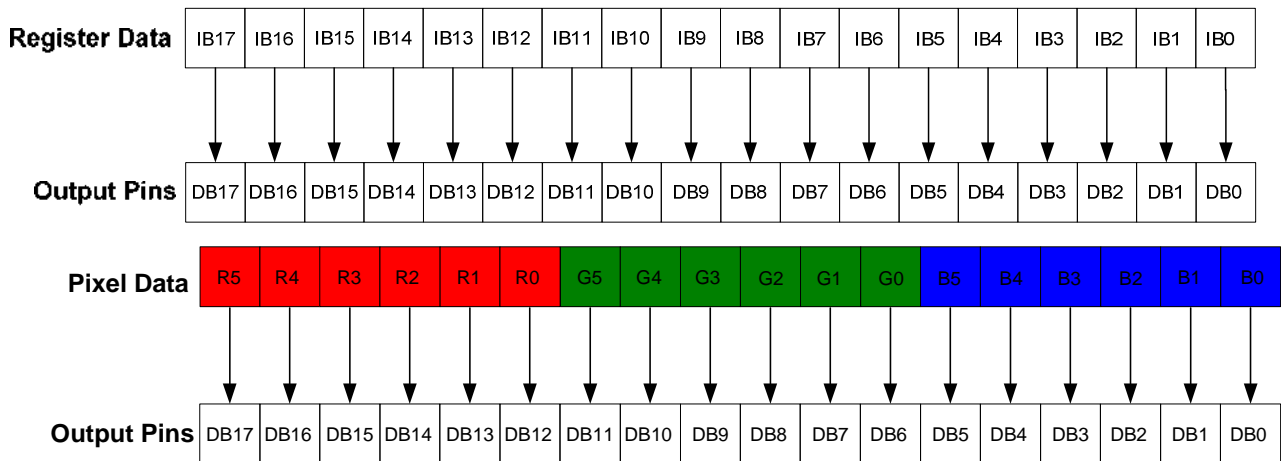 Register Data IB17 IB16 IB15 IB14 IB13 IB12 IB11 IB10 IB9 IB8 IB7 IB6 IB5 IB4 IB3 IB2 IB1 IB0
Output Pins DB17 DB16 DB15 DB14 DB13 DB12 DB11 DB10 DB9 DB8 DB7 DB6 DB5 DB4 DB3 DB2 DB1 DB0
Pixel Data R5 R4 R3 R2 R1 R0 G5 G4 G3 G2 G1 G0 B5 B4 B3 B2 B1 B0
Output Pins DB17 DB16 DB15 DB14 DB13 DB12 DB11 DB10 DB9 DB8 DB7 DB6 DB5 DB4 DB3 DB2 DB1 DB0